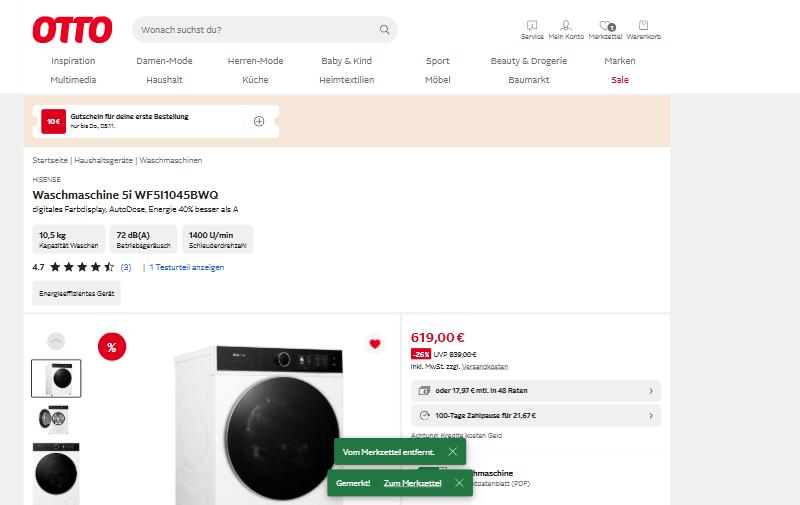 OTTO
Wonach suchst du?
Service
Mein Konto
1
Merkzettel
Warenkorb
Inspiration
Damen-Mode
Herren-Mode
Baby & Kind
Sport
Beauty & Drogerie
Marken
Multimedia
Haushalt
Küche
Heimtextilien
Möbel
Baumarkt
Sale
10 €
Gutschein für deine erste Bestellung
nur bis Do., 05.11.
Startseite | Haushaltsgeräte | Waschmaschinen
HISENSE
Waschmaschine 5i WF5I1045BWQ
digitales Farbdisplay, AutoDose, Energie 40% besser als A
10,5 kg
Kapazität Waschen
72 dB(A)
Betriebsgeräusch
1400 U/min
Schleuderdrehzahl
4.7 (3) | 1 Testurteil anzeigen
Energieeffizientes Gerät
%
619,00 €
-26% UVP 839,00 €
inkl. MwSt. zzgl. Versandkosten
oder 17,97 € mtl. in 48 Raten
100-Tage Zahlpause für 21,67 €
Achtung! Kredite kosten Geld
Vom Merkzettel entfernt.
Gemerkt! Zum Merkzettel
hmaschine
ktdatenblatt (PDF)